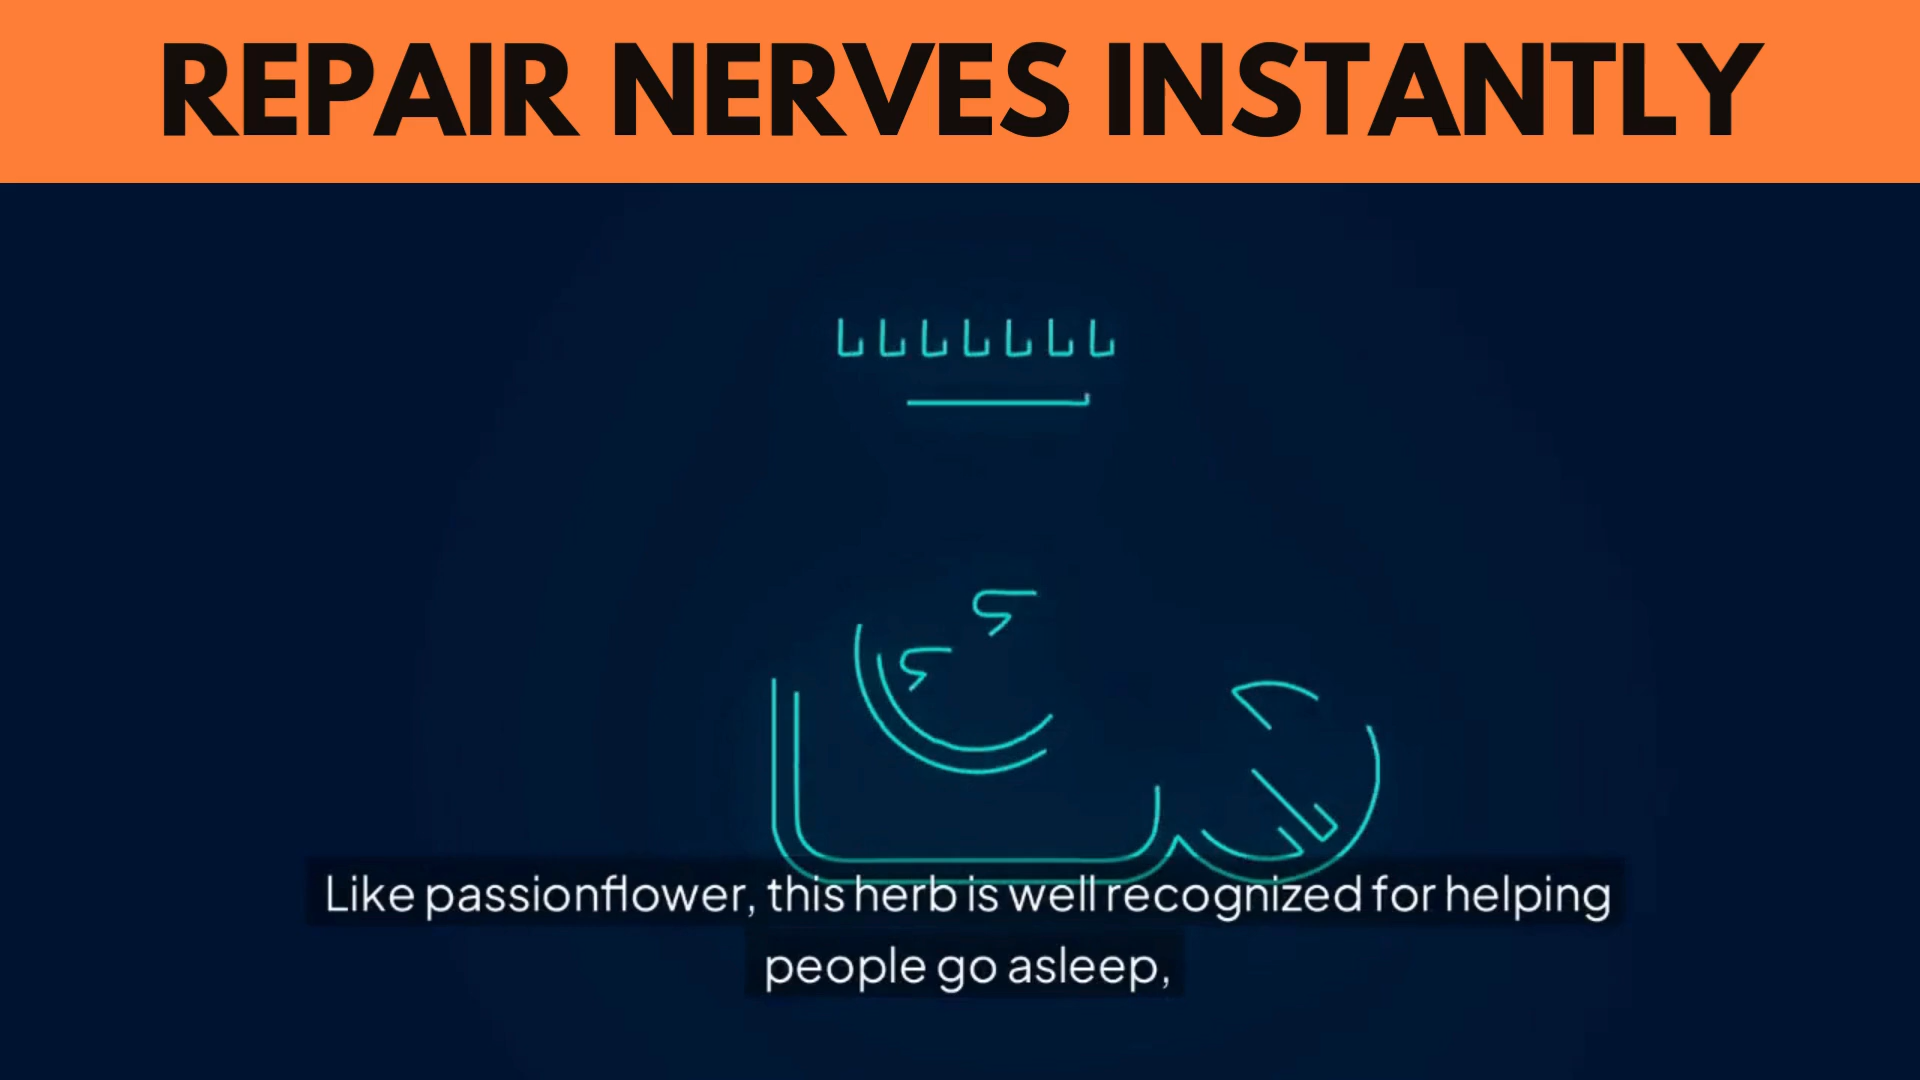 REPAIR NERVES INSTANTLY
Like passionflower, this herb is well recognized for helping
people go asleep,